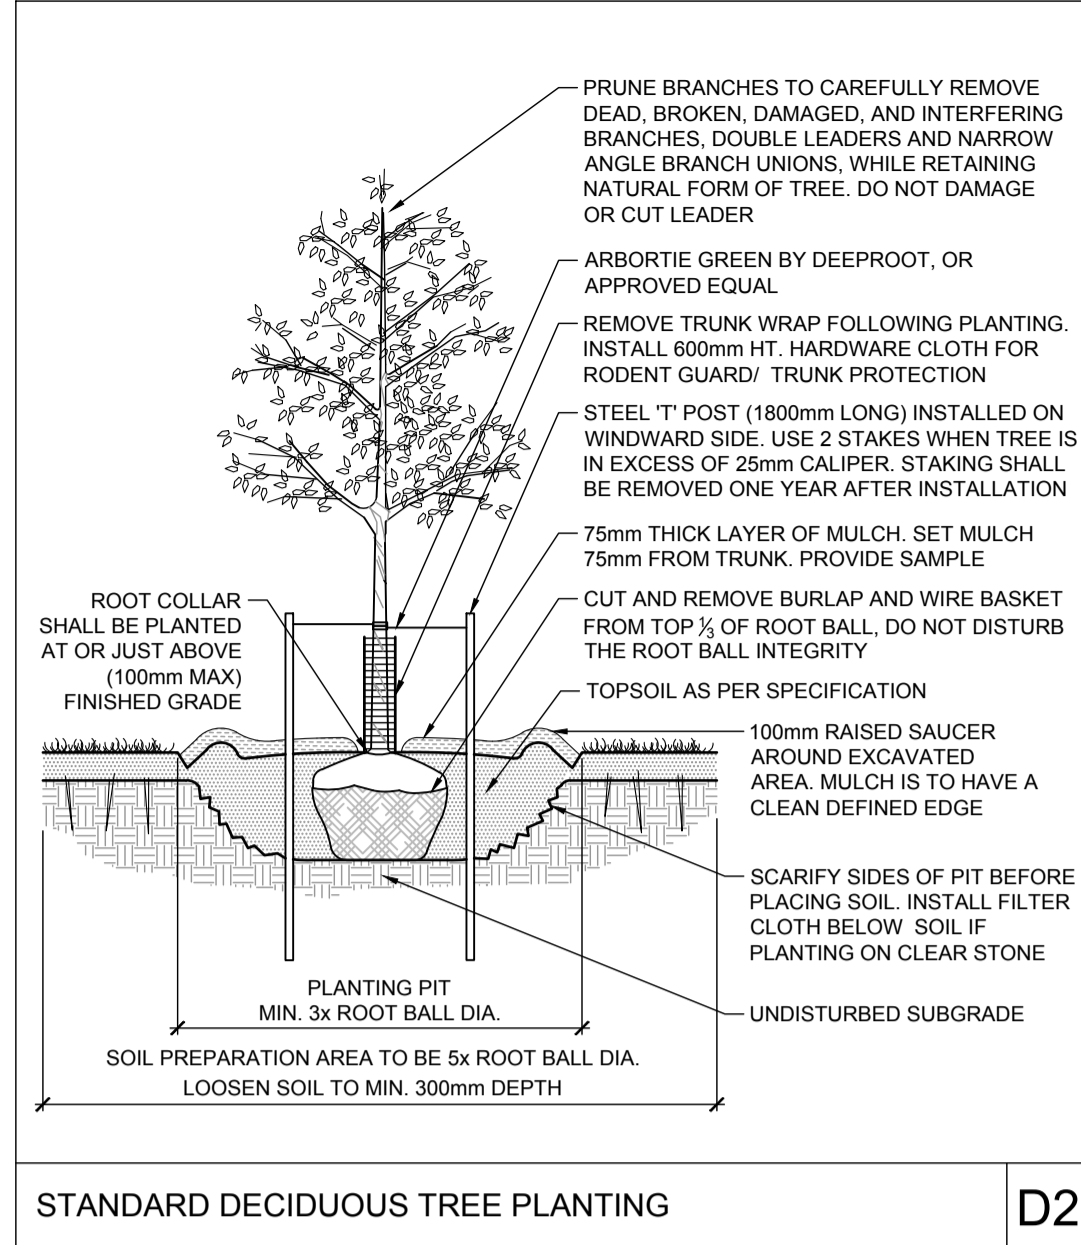 PRUNE BRANCHES TO CAREFULLY REMOVE
DEAD, BROKEN, DAMAGED, AND INTERFERING
BRANCHES, DOUBLE LEADERS AND NARROW
ANGLE BRANCH UNIONS, WHILE RETAINING
NATURAL FORM OF TREE. DO NOT DAMAGE
OR CUT LEADER
ARBORTIE GREEN BY DEEPROOT, OR
APPROVED EQUAL
REMOVE TRUNK WRAP FOLLOWING PLANTING.
INSTALL 600mm HT. HARDWARE CLOTH FOR
RODENT GUARD/ TRUNK PROTECTION
STEEL 'T' POST (1800mm LONG) INSTALLED ON
WINDWARD SIDE. USE 2 STAKES WHEN TREE IS
IN EXCESS OF 25mm CALIPER. STAKING SHALL
BE REMOVED ONE YEAR AFTER INSTALLATION
75mm THICK LAYER OF MULCH. SET MULCH
75mm FROM TRUNK. PROVIDE SAMPLE
CUT AND REMOVE BURLAP AND WIRE BASKET
FROM TOP ⅓ OF ROOT BALL, DO NOT DISTURB
THE ROOT BALL INTEGRITY
ROOT COLLAR
SHALL BE PLANTED
AT OR JUST ABOVE
(100mm MAX)
FINISHED GRADE
TOPSOIL AS PER SPECIFICATION
100mm RAISED SAUCER
AROUND EXCAVATED
AREA. MULCH IS TO HAVE A
CLEAN DEFINED EDGE
SCARIFY SIDES OF PIT BEFORE
PLACING SOIL. INSTALL FILTER
CLOTH BELOW SOIL IF
PLANTING ON CLEAR STONE
UNDISTURBED SUBGRADE
PLANTING PIT
MIN. 3x ROOT BALL DIA.
SOIL PREPARATION AREA TO BE 5x ROOT BALL DIA.
LOOSEN SOIL TO MIN. 300mm DEPTH
STANDARD DECIDUOUS TREE PLANTING
D2